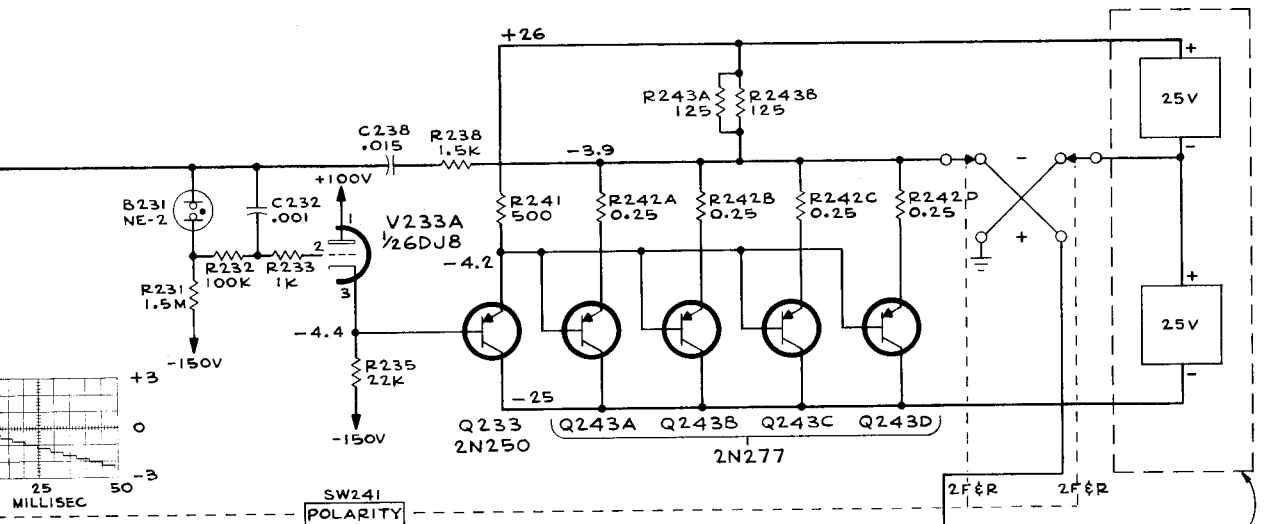 +26
R243A
125
R243B
125
+
25V
-
C238
.015
R238
1.5K
-3.9
-
+100V
B231
NE-2
C232
.001
1
V233A
1/2 6DJ8
2
3
R241
500
R242A
0.25
R242B
0.25
R242C
0.25
R242D
0.25
+
R232
100K
R233
1K
-4.2
+
25V
-
R231
1.5M
-4.4
-150V
R235
22K
-25
+3
0
-3
-150V
Q233
2N250
Q243A
Q243B
Q243C
Q243D
2N277
25
50
MILLISEC
SW241
POLARITY
2F&R
2F&R